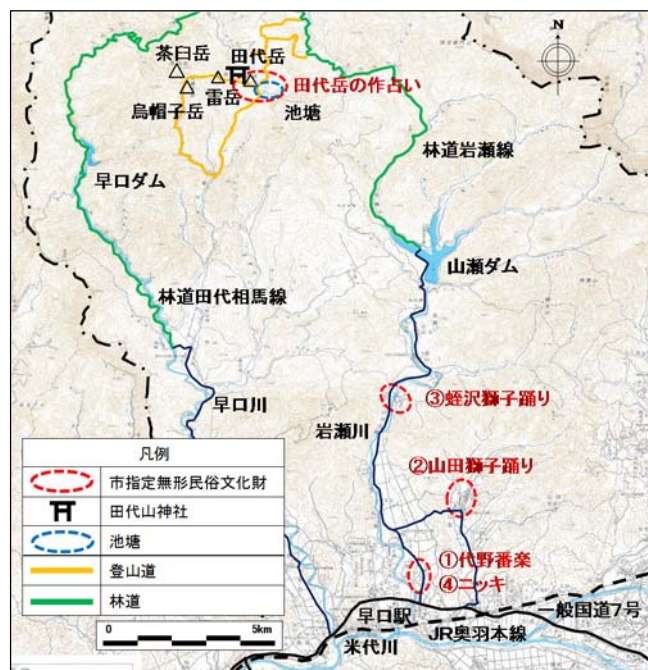 N
茶臼岳
田代岳
田代岳の作占い
雷岳
烏帽子岳
池塘
林道岩瀬線
早口ダム
山瀬ダム
林道田代相馬線
早口川
③蛭沢獅子踊り
岩瀬川
②山田獅子踊り
凡例
市指定無形民俗文化財
田代山神社
池塘
登山道
林道
①代野番楽
④ニッキ
0
5km
早口駅
一般国道7号
JR奥羽本線
米代川